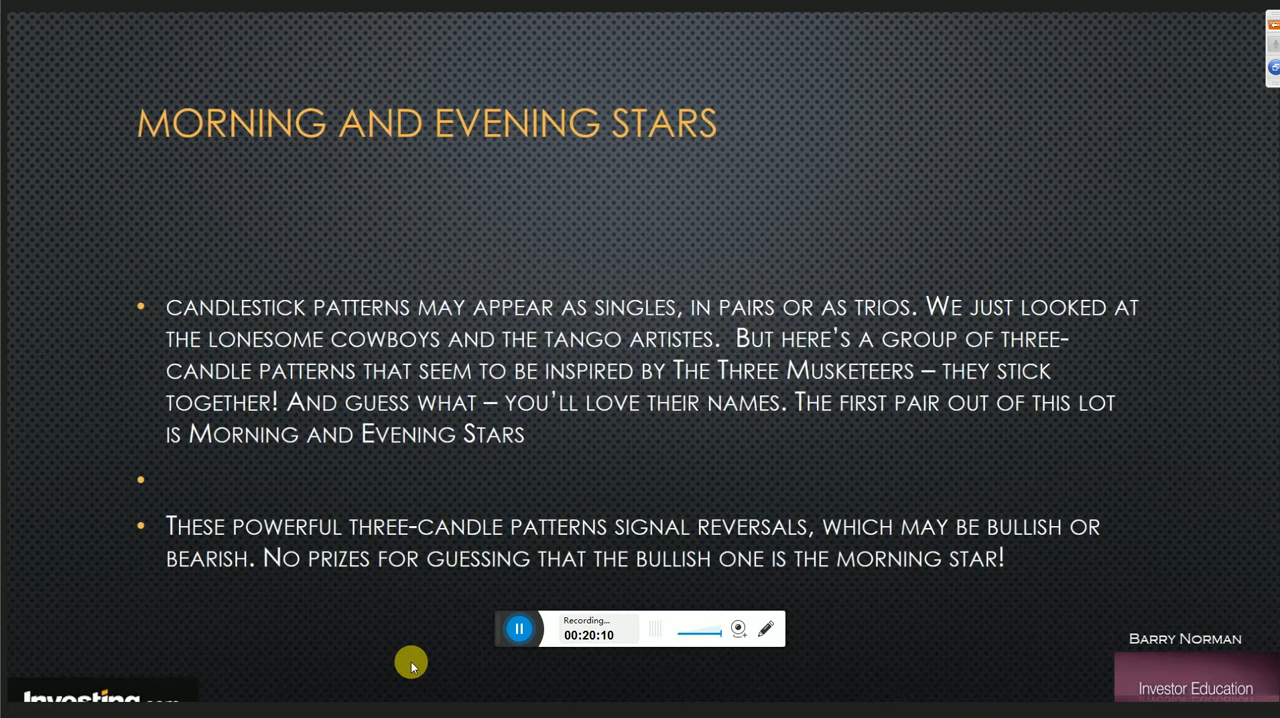 MORNING AND EVENING STARS
• CANDLESTICK PATTERNS MAY APPEAR AS SINGLES, IN PAIRS OR AS TRIOS. WE JUST LOOKED AT
THE LONESOME COWBOYS AND THE TANGO ARTISTES. BUT HERE'S A GROUP OF THREE-
CANDLE PATTERNS THAT SEEM TO BE INSPIRED BY THE THREE MUSKETEERS – THEY STICK
TOGETHER! AND GUESS WHAT – YOU'LL LOVE THEIR NAMES. THE FIRST PAIR OUT OF THIS LOT
IS MORNING AND EVENING STARS
•
• THESE POWERFUL THREE-CANDLE PATTERNS SIGNAL REVERSALS, WHICH MAY BE BULLISH OR
BEARISH. NO PRIZES FOR GUESSING THAT THE BULLISH ONE IS THE MORNING STAR!
Recording...
00:20:10
BARRY NORMAN
Investing.com
Investor Education